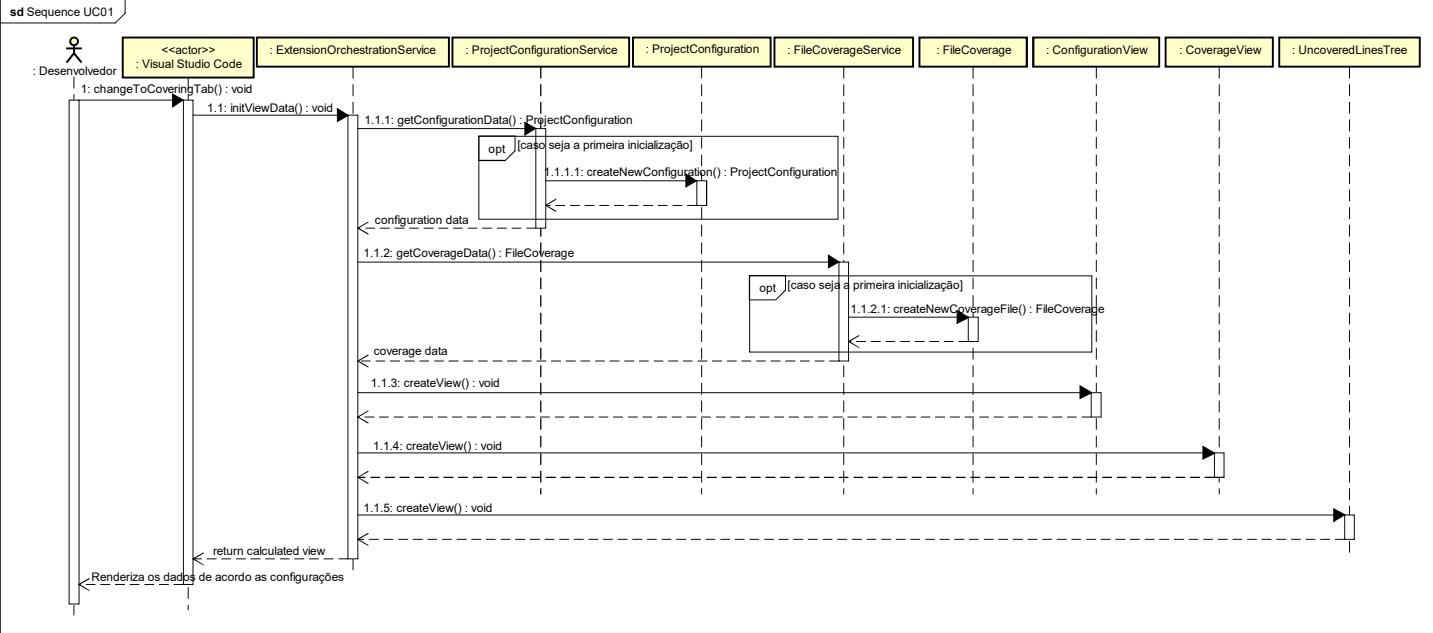 sd Sequence UC01
: Desenvolvedor
<<actor>>
: Visual Studio Code
: ExtensionOrchestrationService
: ProjectConfigurationService
: ProjectConfiguration
: FileCoverageService
: FileCoverage
: ConfigurationView
: CoverageView
: UncoveredLinesTree
1: changeToCoveringTab() : void
1.1: initViewData() : void
1.1.1: getConfigurationData() : ProjectConfiguration
opt
[caso seja a primeira inicialização]
1.1.1.1: createNewConfiguration() : ProjectConfiguration
configuration data
1.1.2: getCoverageData() : FileCoverage
opt
[caso seja a primeira inicialização]
1.1.2.1: createNewCoverageFile() : FileCoverage
coverage data
1.1.3: createView() : void
1.1.4: createView() : void
1.1.5: createView() : void
return calculated view
Renderiza os dados de acordo as configurações